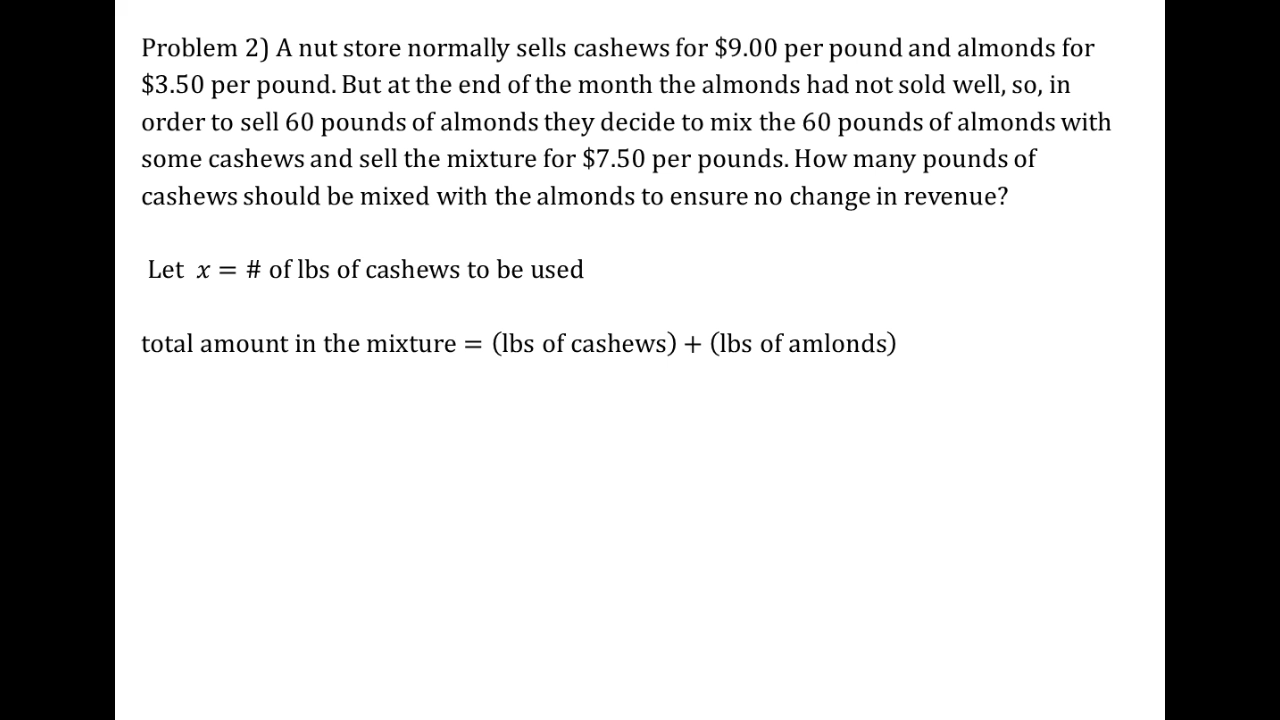 Problem 2) A nut store normally sells cashews for $9.00 per pound and almonds for
$3.50 per pound. But at the end of the month the almonds had not sold well, so, in
order to sell 60 pounds of almonds they decide to mix the 60 pounds of almonds with
some cashews and sell the mixture for $7.50 per pounds. How many pounds of
cashews should be mixed with the almonds to ensure no change in revenue?
Let x = # of lbs of cashews to be used
total amount in the mixture = (lbs of cashews) + (lbs of amlonds)